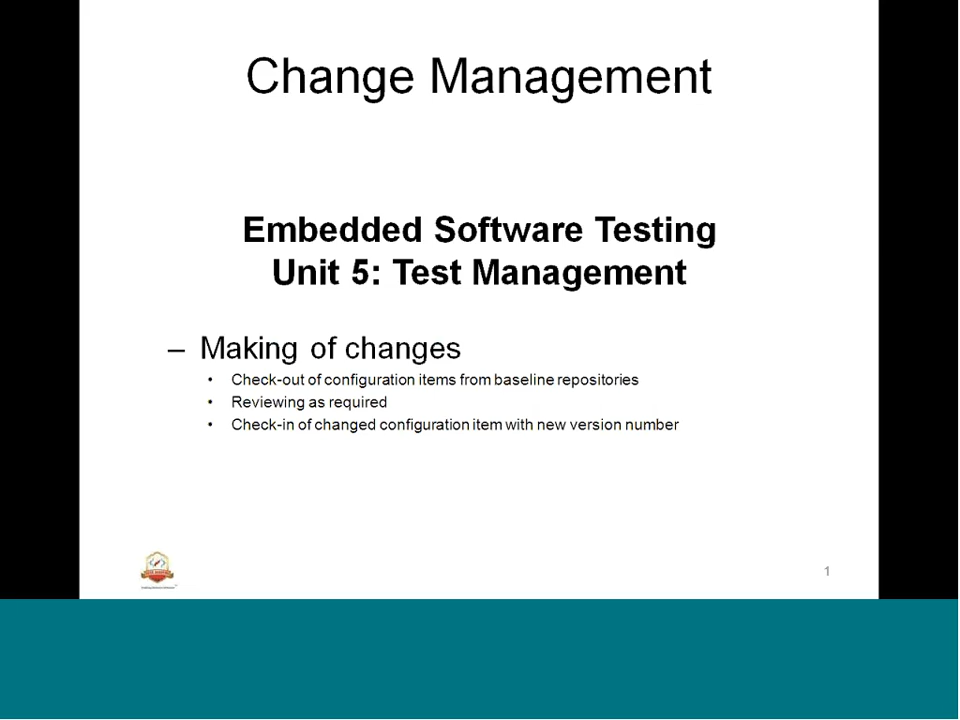 Change Management
Embedded Software Testing
Unit 5: Test Management
– Making of changes
• Check-out of configuration items from baseline repositories
• Reviewing as required
• Check-in of changed configuration item with new version number
1